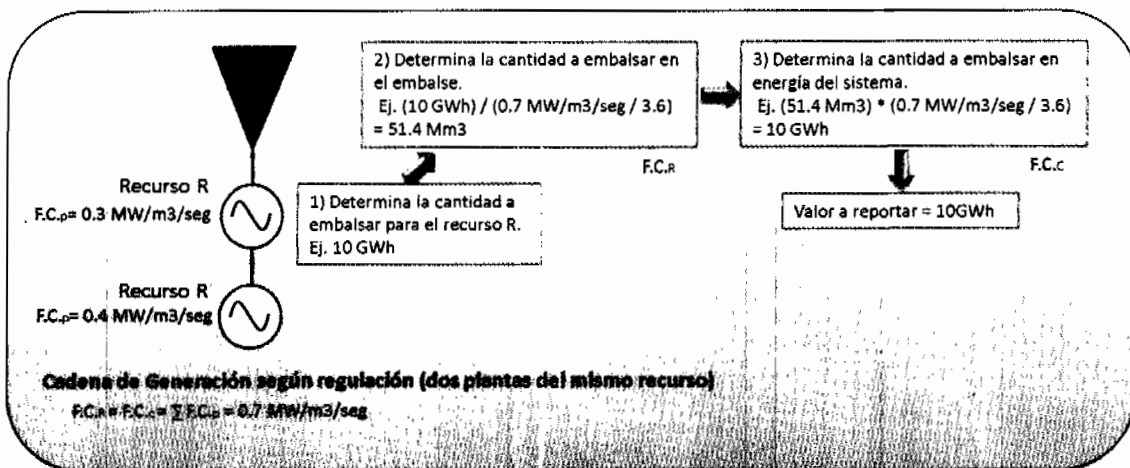 2) Determina la cantidad a embalsar en
el embalse.
Ej. (10 GWh) / (0.7 MW/m3/seg / 3.6)
= 51.4 Mm3
F.C.R
3) Determina la cantidad a embalsar en
energía del sistema.
Ej. (51.4 Mm3) * (0.7 MW/m3/seg / 3.6)
= 10 GWh
F.C.C
Recurso R
F.C.p= 0.3 MW/m3/seg
1) Determina la cantidad a
embalsar para el recurso R.
Ej. 10 GWh
Valor a reportar = 10GWh
Recurso R
F.C.p= 0.4 MW/m3/seg
Cadena de Generación según regulación (dos plantas del mismo recurso)
F.C.R = F.C.c = ∑ F.C.p = 0.7 MW/m3/seg